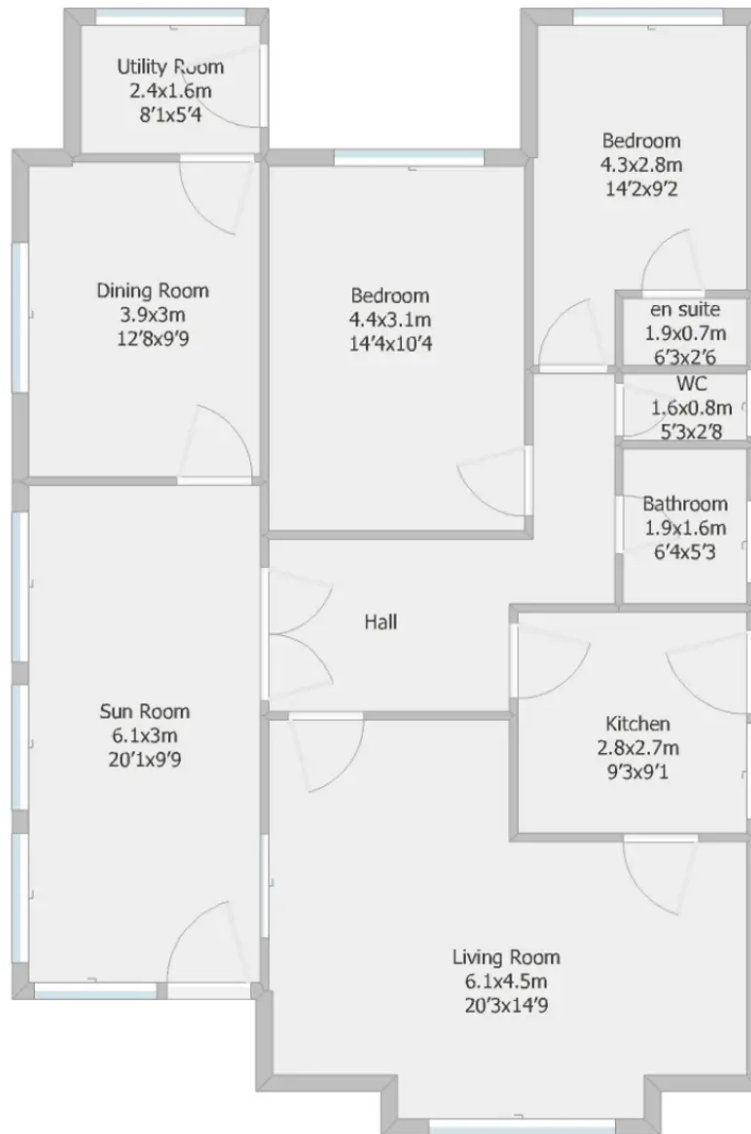 Utility Room
2.4x1.6m
8'1x5'4
Bedroom
4.3x2.8m
14'2x9'2
Dining Room
3.9x3m
12'8x9'9
Bedroom
4.4x3.1m
14'4x10'4
en suite
1.9x0.7m
6'3x2'6
WC
1.6x0.8m
5'3x2'8
Bathroom
1.9x1.6m
6'4x5'3
Hall
Sun Room
6.1x3m
20'1x9'9
Kitchen
2.8x2.7m
9'3x9'1
Living Room
6.1x4.5m
20'3x14'9